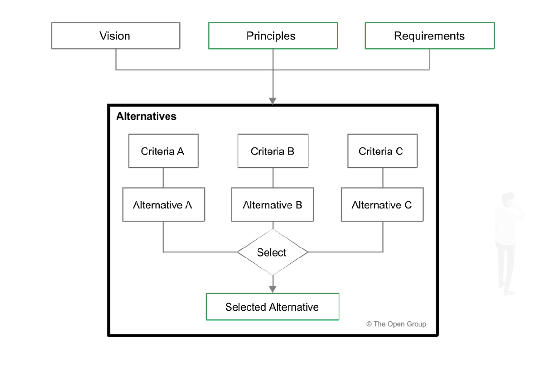 Vision
Principles
Requirements
Alternatives
Criteria A
Criteria B
Criteria C
Alternative A
Alternative B
Alternative C
Select
Selected Alternative
© The Open Group